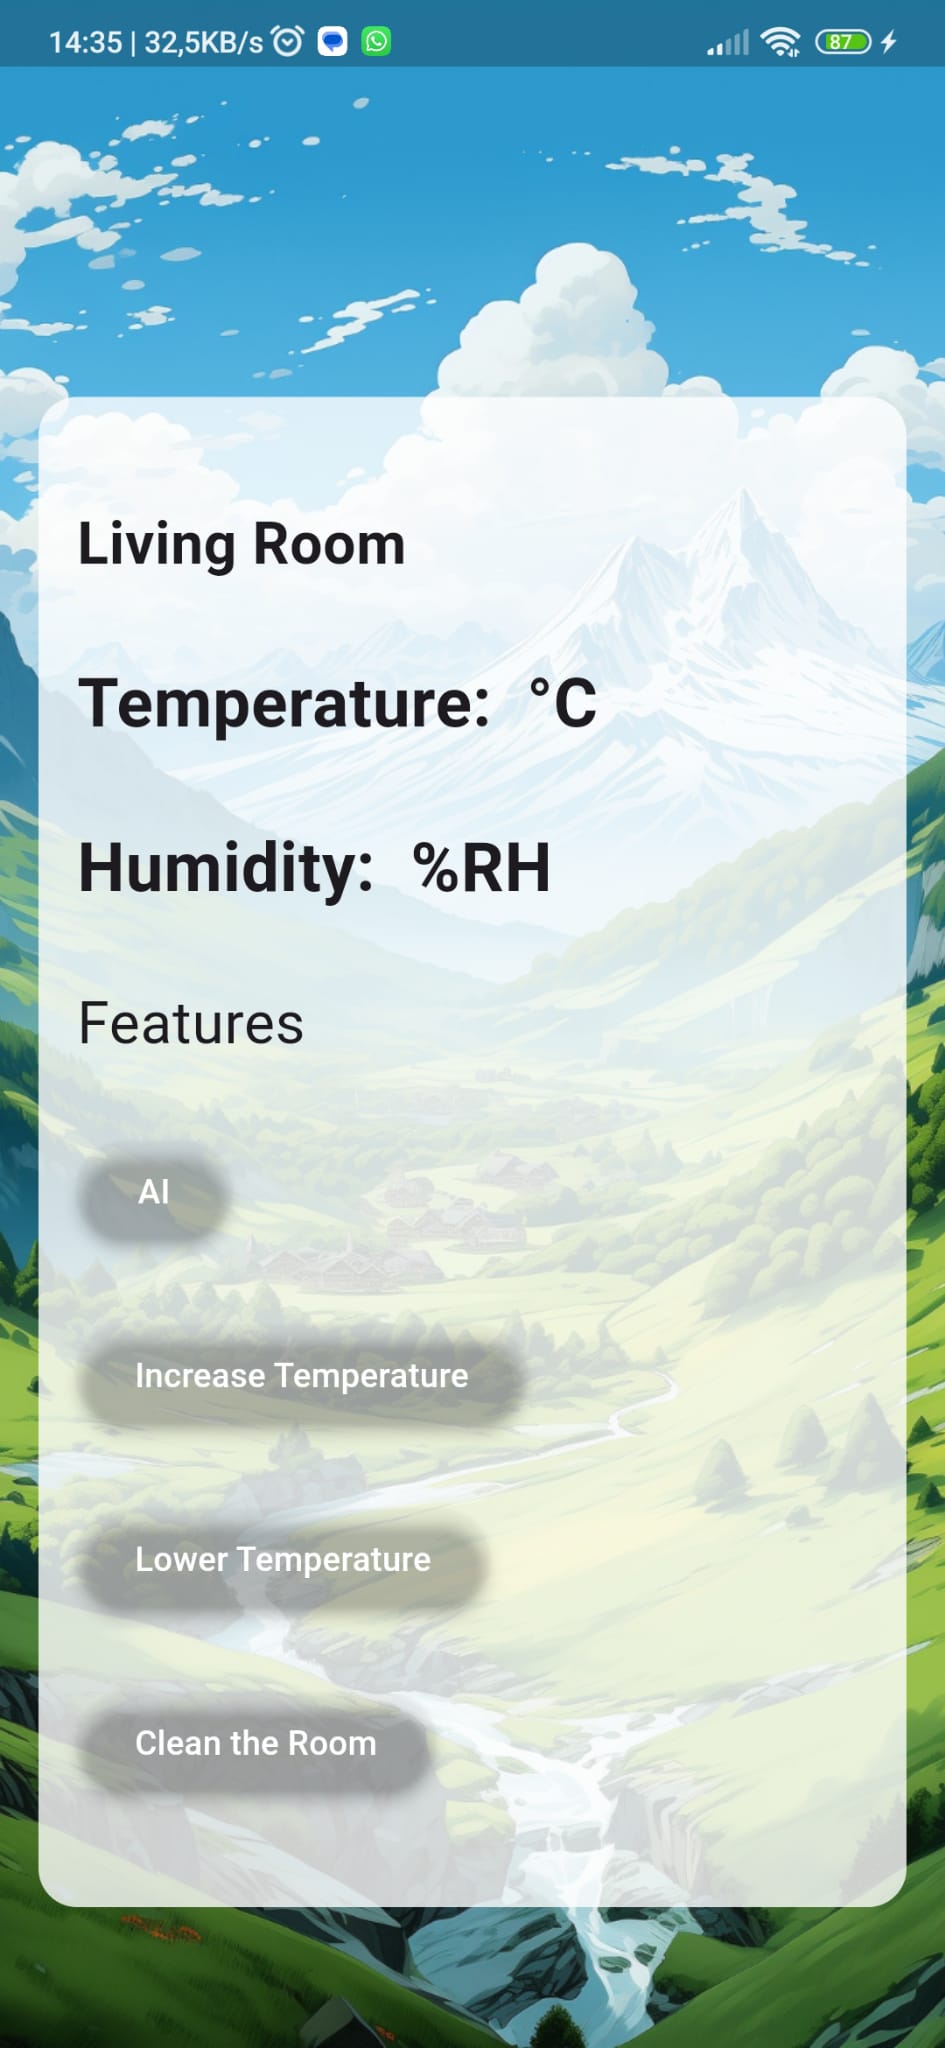 14:35 | 32,5KB/s 87
Living Room
Temperature:  °C
Humidity:  %RH
Features
AI
Increase Temperature
Lower Temperature
Clean the Room